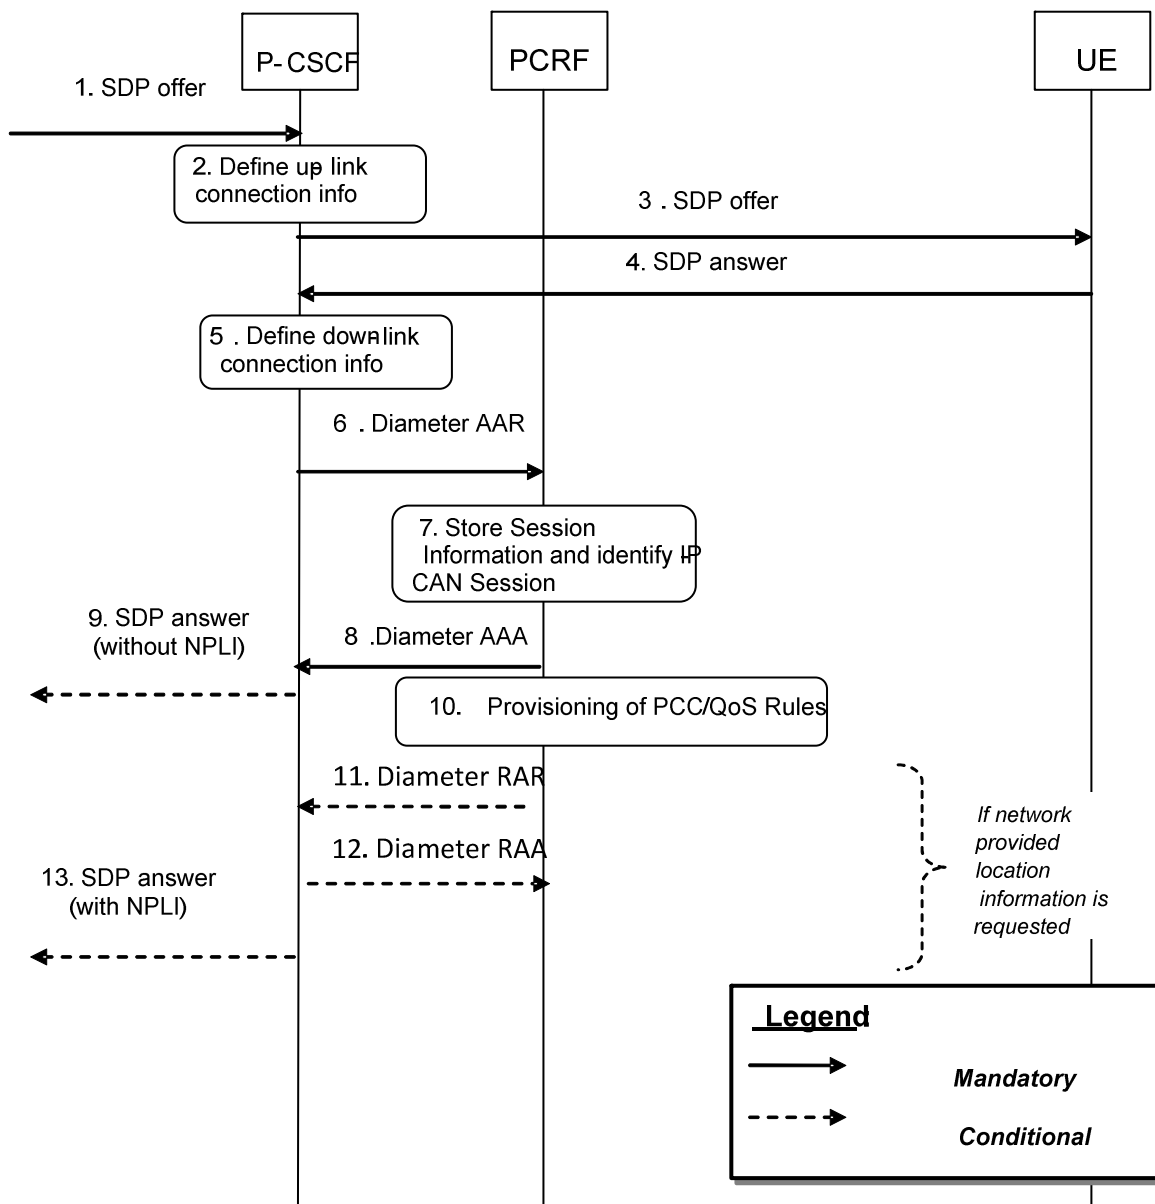 P-CSCF
PCRF
UE
1. SDP offer
2. Define up-link
connection info
3 . SDP offer
4. SDP answer
5 . Define down-link
connection info
6 . Diameter AAR
7. Store Session
Information and identify IP-
CAN Session
9. SDP answer
(without NPLI)
8 .Diameter AAA
10. Provisioning of PCC/QoS Rules
11. Diameter RAR
12. Diameter RAA
13. SDP answer
(with NPLI)
If network
provided
location
information is
requested
Legend:
Mandatory
Conditional